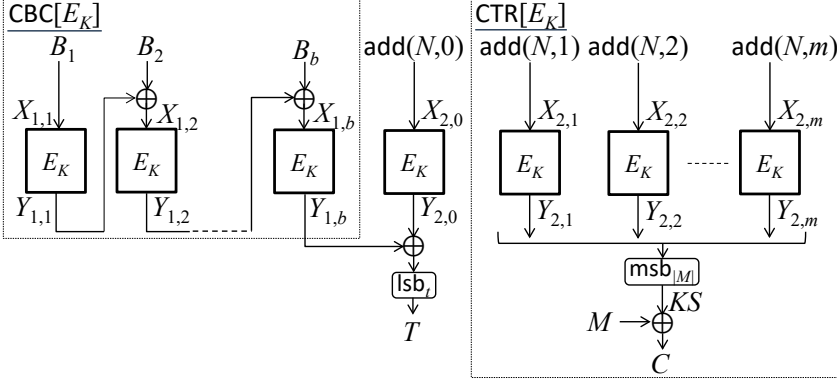 CBC[E_K] CTR[E_K]
B_1 B_2 B_b add(N,0) add(N,1) add(N,2) add(N,m)
X_{1,1} X_{1,2} X_{1,b} X_{2,0} X_{2,1} X_{2,2} X_{2,m}
E_K E_K E_K E_K E_K E_K E_K
Y_{1,1} Y_{1,2} Y_{1,b} Y_{2,0} Y_{2,1} Y_{2,2} Y_{2,m}
lsb_t msb_{|M|}
KS
T M
C